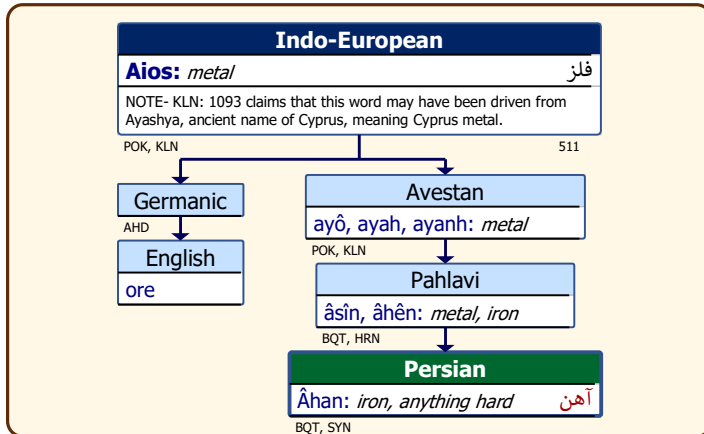 Indo-European
Aios: metal فلز
NOTE- KLN: 1093 claims that this word may have been driven from
Ayashya, ancient name of Cyprus, meaning Cyprus metal.
POK, KLN 511
Germanic
AHD
English
ore
Avestan
ayô, ayah, ayanh: metal
POK, KLN
Pahlavi
âsîn, âhên: metal, iron
BQT, HRN
Persian
Âhan: iron, anything hard آهن
BQT, SYN